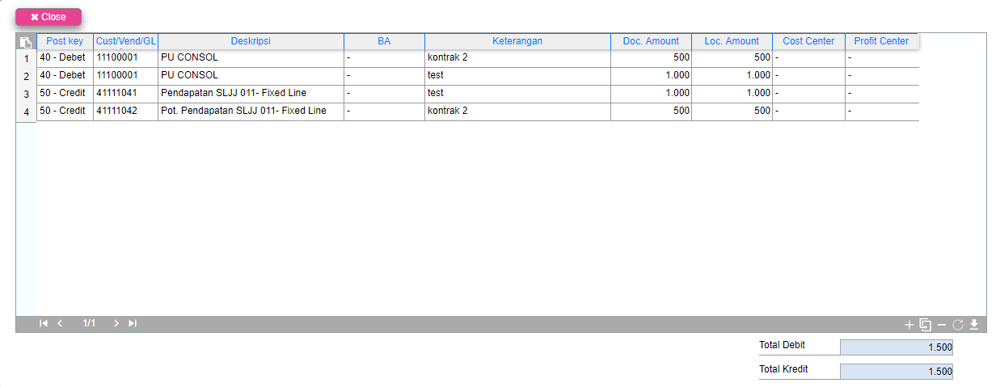 ✖ Close
Post key Cust/Vend/GL Deskripsi BA Keterangan Doc. Amount Loc. Amount Cost Center Profit Center
1 40 - Debet 11100001 PU CONSOL - kontrak 2 500 500 - -
2 40 - Debet 11100001 PU CONSOL - test 1.000 1.000 - -
3 50 - Credit 41111041 Pendapatan SLJJ 011- Fixed Line - test 1.000 1.000 - -
4 50 - Credit 41111042 Pot. Pendapatan SLJJ 011- Fixed Line - kontrak 2 500 500 - -
1/1
Total Debit 1.500
Total Kredit 1.500